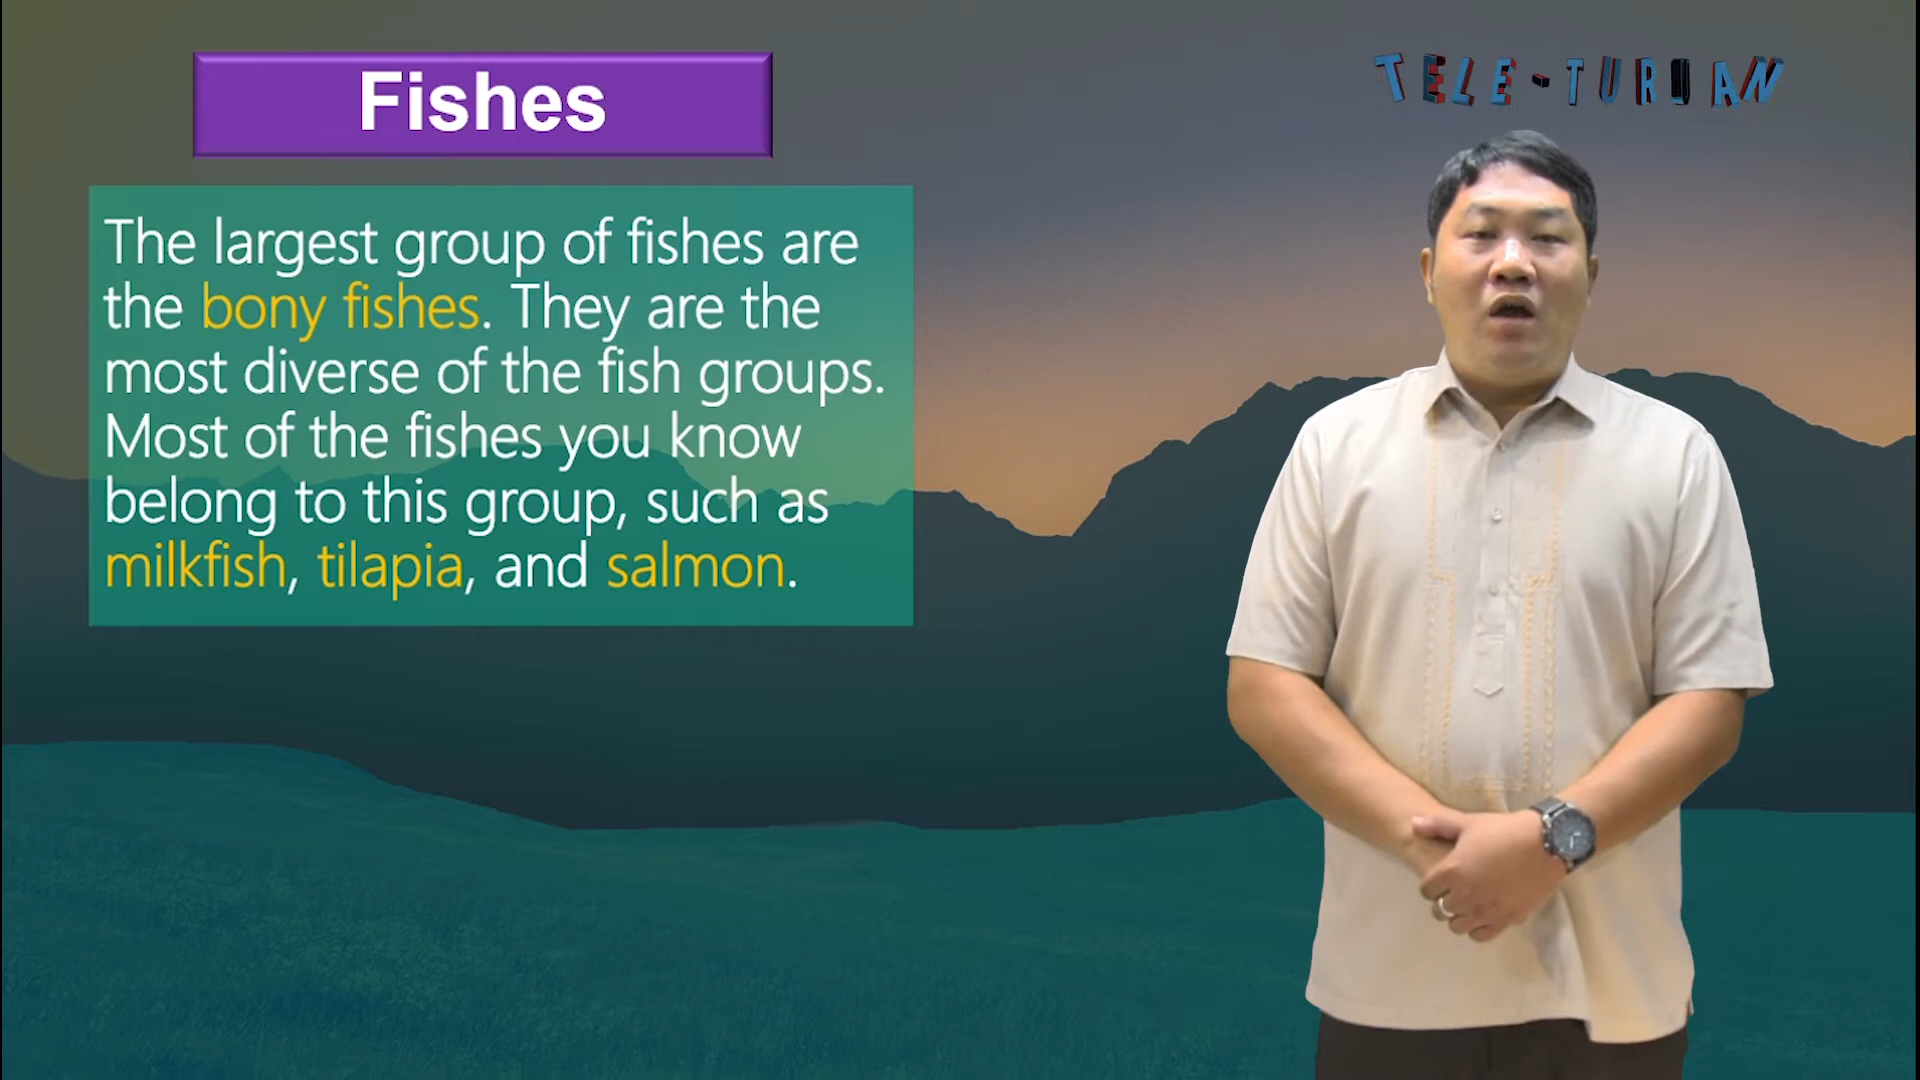 Fishes
TELE-TURUAN
The largest group of fishes are
the bony fishes. They are the
most diverse of the fish groups.
Most of the fishes you know
belong to this group, such as
milkfish, tilapia, and salmon.